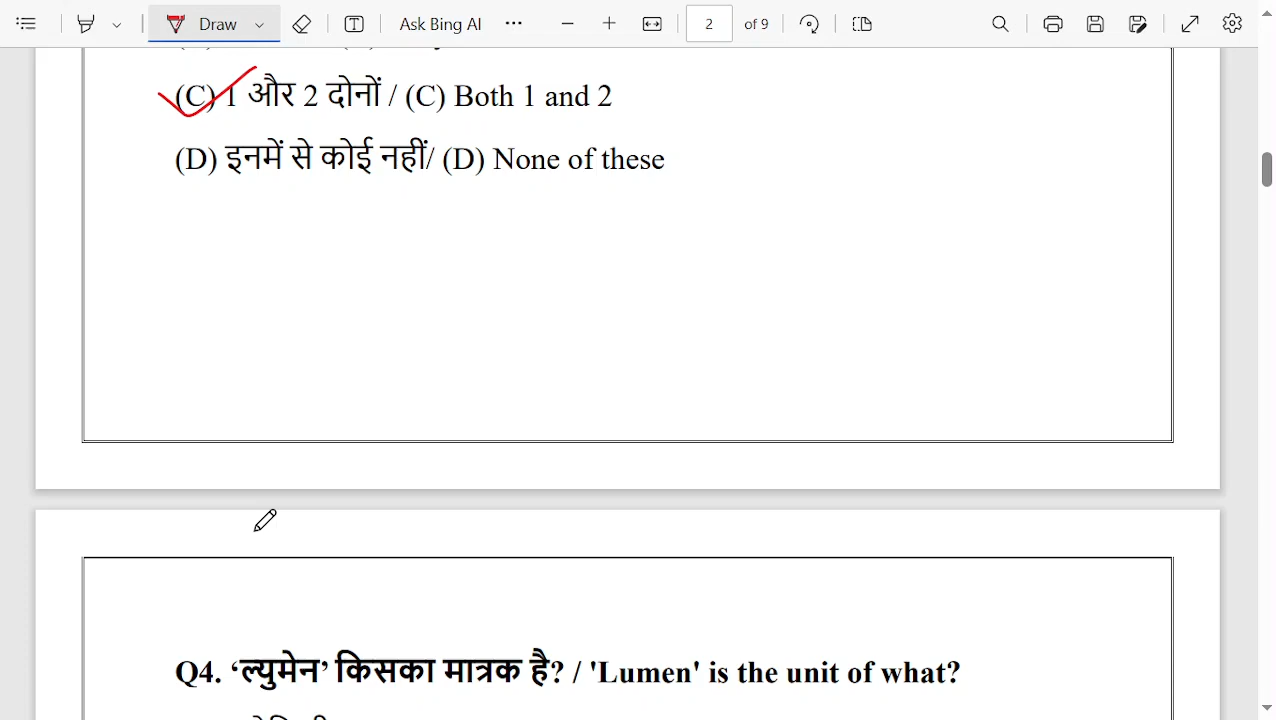 Draw
Ask Bing AI
2 of 9
(C) 1 और 2 दोनों / (C) Both 1 and 2
(D) इनमें से कोई नहीं/ (D) None of these
Q4. ‘ल्युमेन’ किसका मात्रक है? / 'Lumen' is the unit of what?